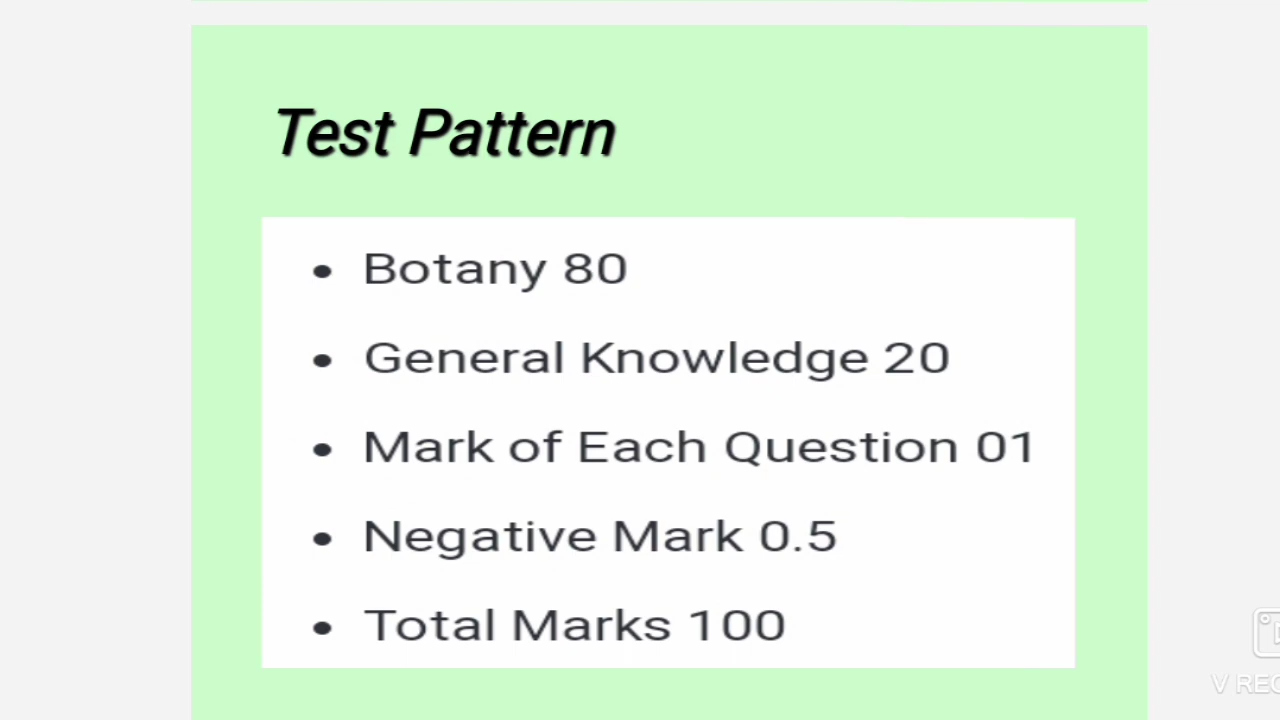 Test Pattern
• Botany 80
• General Knowledge 20
• Mark of Each Question 01
• Negative Mark 0.5
• Total Marks 100
V REC